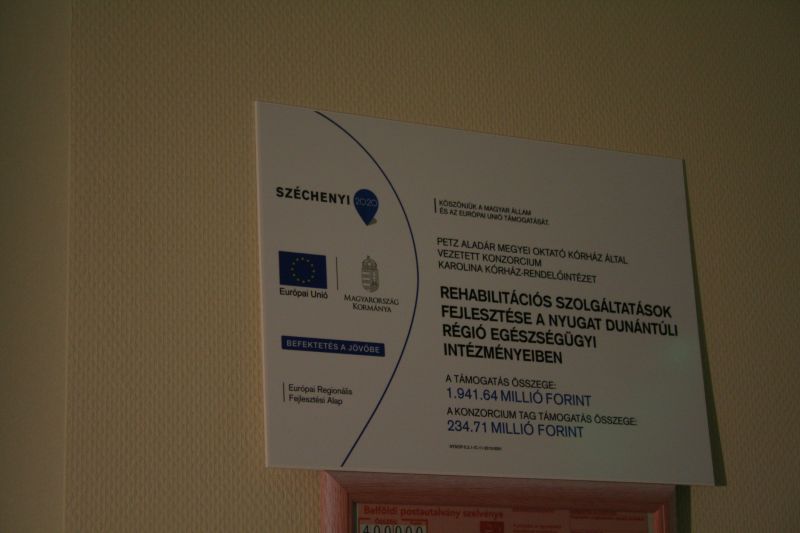 SZÉCHENYI 2020
Európai Unió
MAGYARORSZÁG
KORMÁNYA
BEFEKTETÉS A JÖVŐBE
Európai Regionális
Fejlesztési Alap
KÖSZÖNJÜK A MAGYAR ÁLLAM
ÉS AZ EURÓPAI UNIÓ TÁMOGATÁSÁT.
PETZ ALADÁR MEGYEI OKTATÓ KÓRHÁZ ÁLTAL
VEZETETT KONZORCIUM
KAROLINA KÓRHÁZ-RENDELŐINTÉZET
REHABILITÁCIÓS SZOLGÁLTATÁSOK
FEJLESZTÉSE A NYUGAT DUNÁNTÚLI
RÉGIÓ EGÉSZSÉGÜGYI
INTÉZMÉNYEIBEN
A TÁMOGATÁS ÖSSZEGE:
1.941.64 MILLIÓ FORINT
A KONZORCIUM TAG TÁMOGATÁS ÖSSZEGE:
234.71 MILLIÓ FORINT
Belföldi postautalvány szelvénye
400000